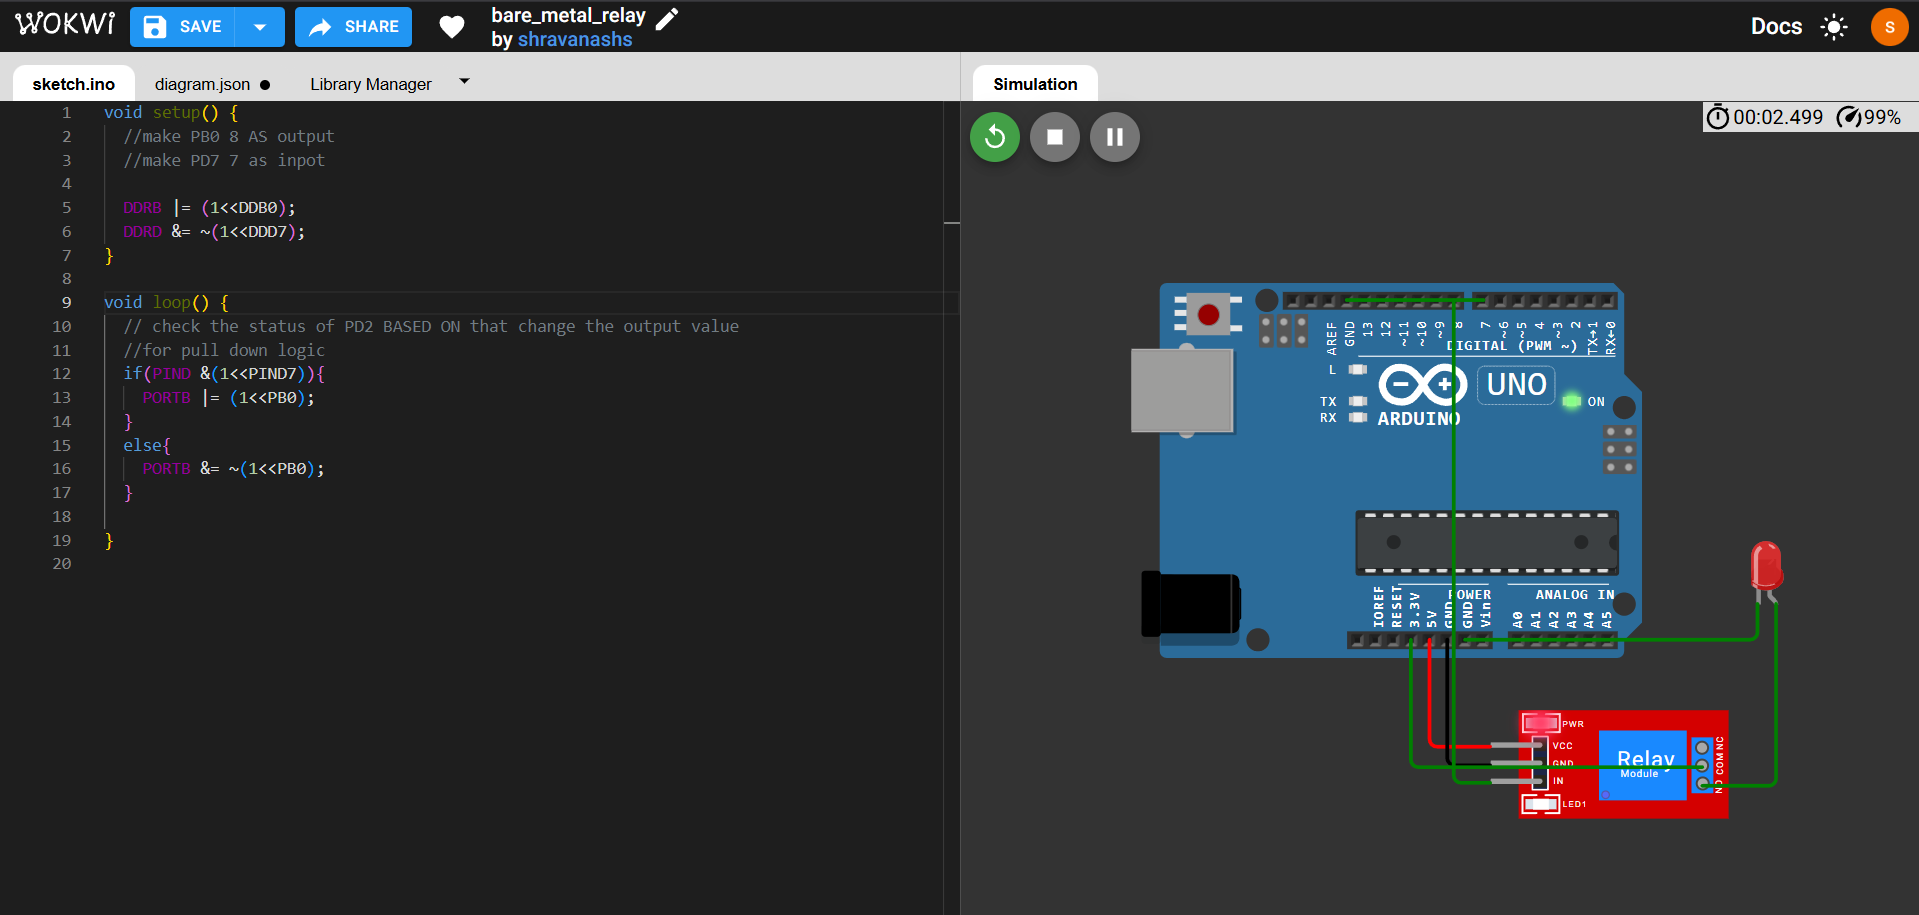 WOKWi
SAVE
SHARE
bare_metal_relay
by shravanashs
Docs
S
sketch.ino
diagram.json ●
Library Manager
Simulation
1 void setup() {
2 //make PB0 8 AS output
3 //make PD7 7 as inpot
4
5 DDRB |= (1<<DDB0);
6 DDRD &= ~(1<<DDD7);
7 }
8
9 void loop() {
10 // check the status of PD2 BASED ON that change the output value
11 //for pull down logic
12 if(PIND &(1<<PIND7)){
13 PORTB |= (1<<PB0);
14 }
15 else{
16 PORTB &= ~(1<<PB0);
17 }
18
19 }
20
00:02.499 99%
AREF GND 13 12 ~11 ~10 ~9 8 7 ~6 ~5 4 ~3 2 TX→1 RX←0
DIGITAL (PWM ~)
L
UNO
TX
ON
RX
ARDUINO
POWER
ANALOG IN
IOREF RESET 3.3V 5V GND GND Vin A0 A1 A2 A3 A4 A5
PWR
VCC
GND
IN
LED1
Relay
Module
NO COM NC